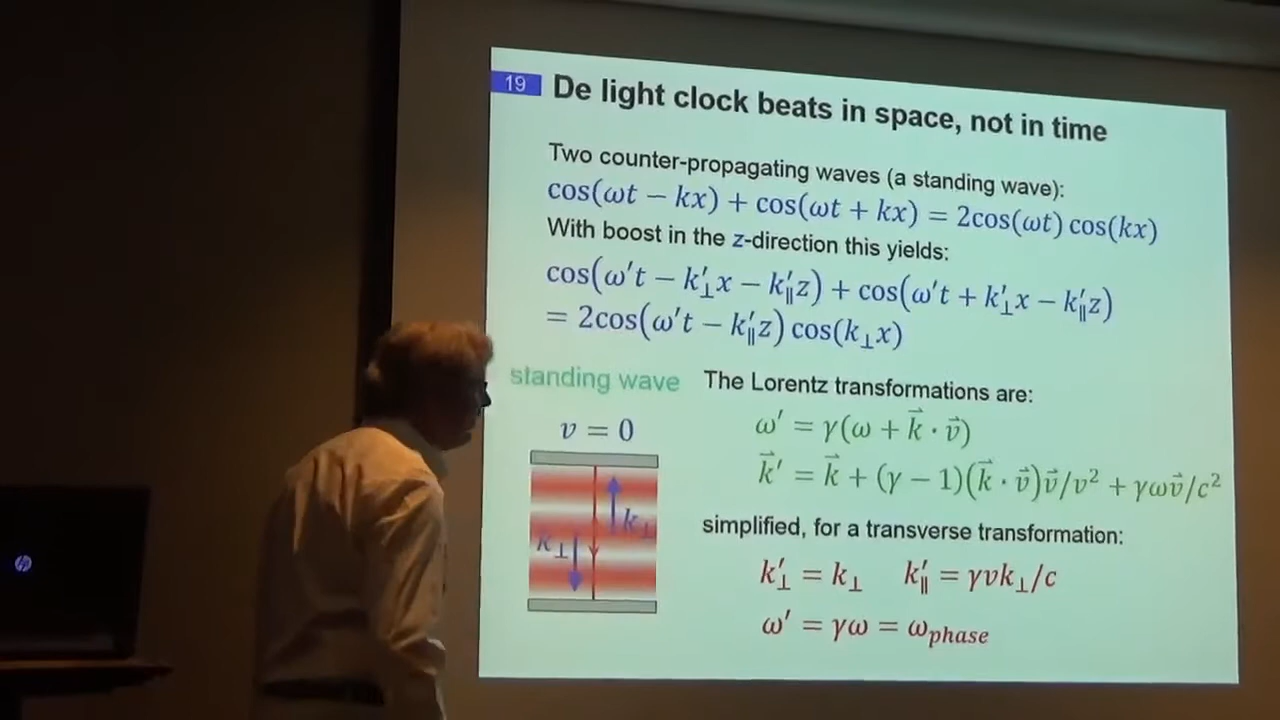 19
De light clock beats in space, not in time
Two counter-propagating waves (a standing wave):
cos(ωt − kx) + cos(ωt + kx) = 2cos(ωt) cos(kx)
With boost in the z-direction this yields:
cos(ω't − k'⊥x − k'∥z) + cos(ω't + k'⊥x − k'∥z)
= 2cos(ω't − k'∥z) cos(k⊥x)
standing wave
v = 0
k⊥
k⊥
The Lorentz transformations are:
ω' = γ(ω + k⃗ · v⃗)
k⃗' = k⃗ + (γ − 1)(k⃗ · v⃗)v⃗/v² + γωv⃗/c²
simplified, for a transverse transformation:
k'⊥ = k⊥ k'∥ = γvk⊥/c
ω' = γω = ωphase
hp